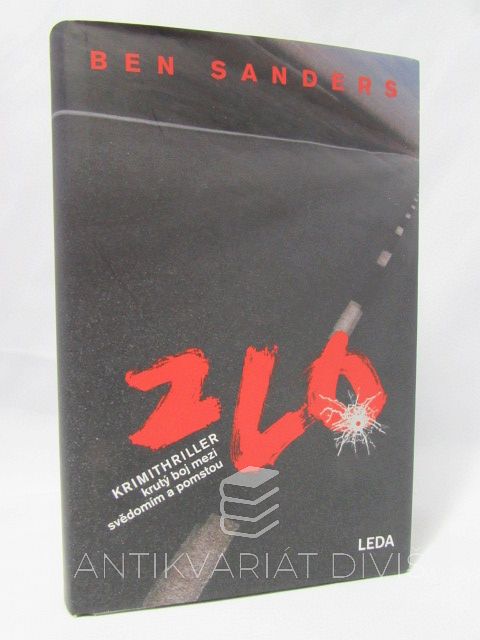 BEN SANDERS
ZLO
KRIMITHRILLER
krutý boj mezi
svědomím a pomstou
LEDA
ANTIKVARIÁT DIVIS